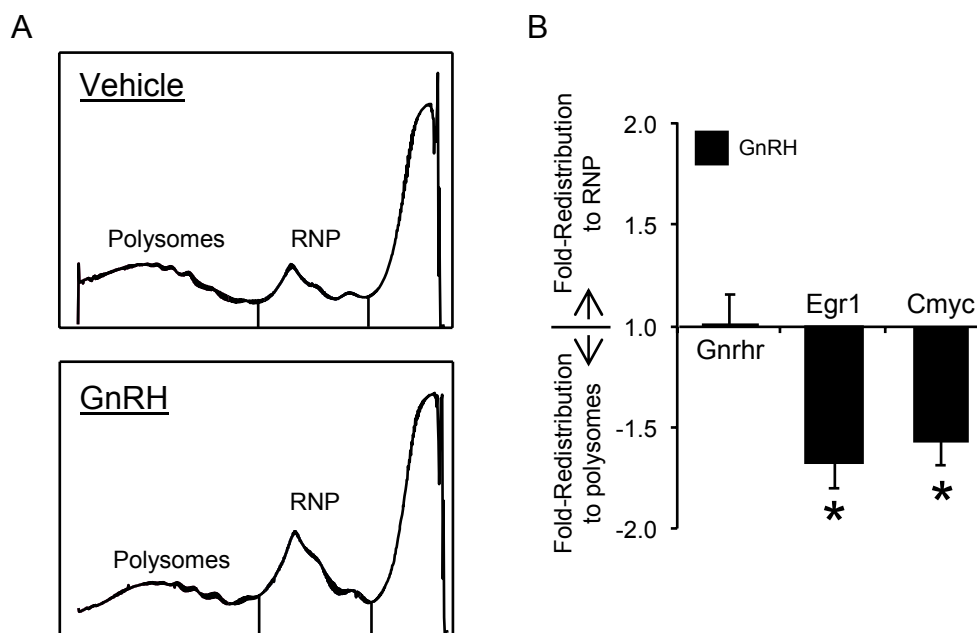 A
Vehicle
Polysomes
RNP
GnRH
Polysomes
RNP
B
Fold-Redistribution
to RNP
Fold-Redistribution
to polysomes
2.0
1.5
1.0
-1.5
-2.0
GnRH
Gnrhr
Egr1
Cmyc
*
*